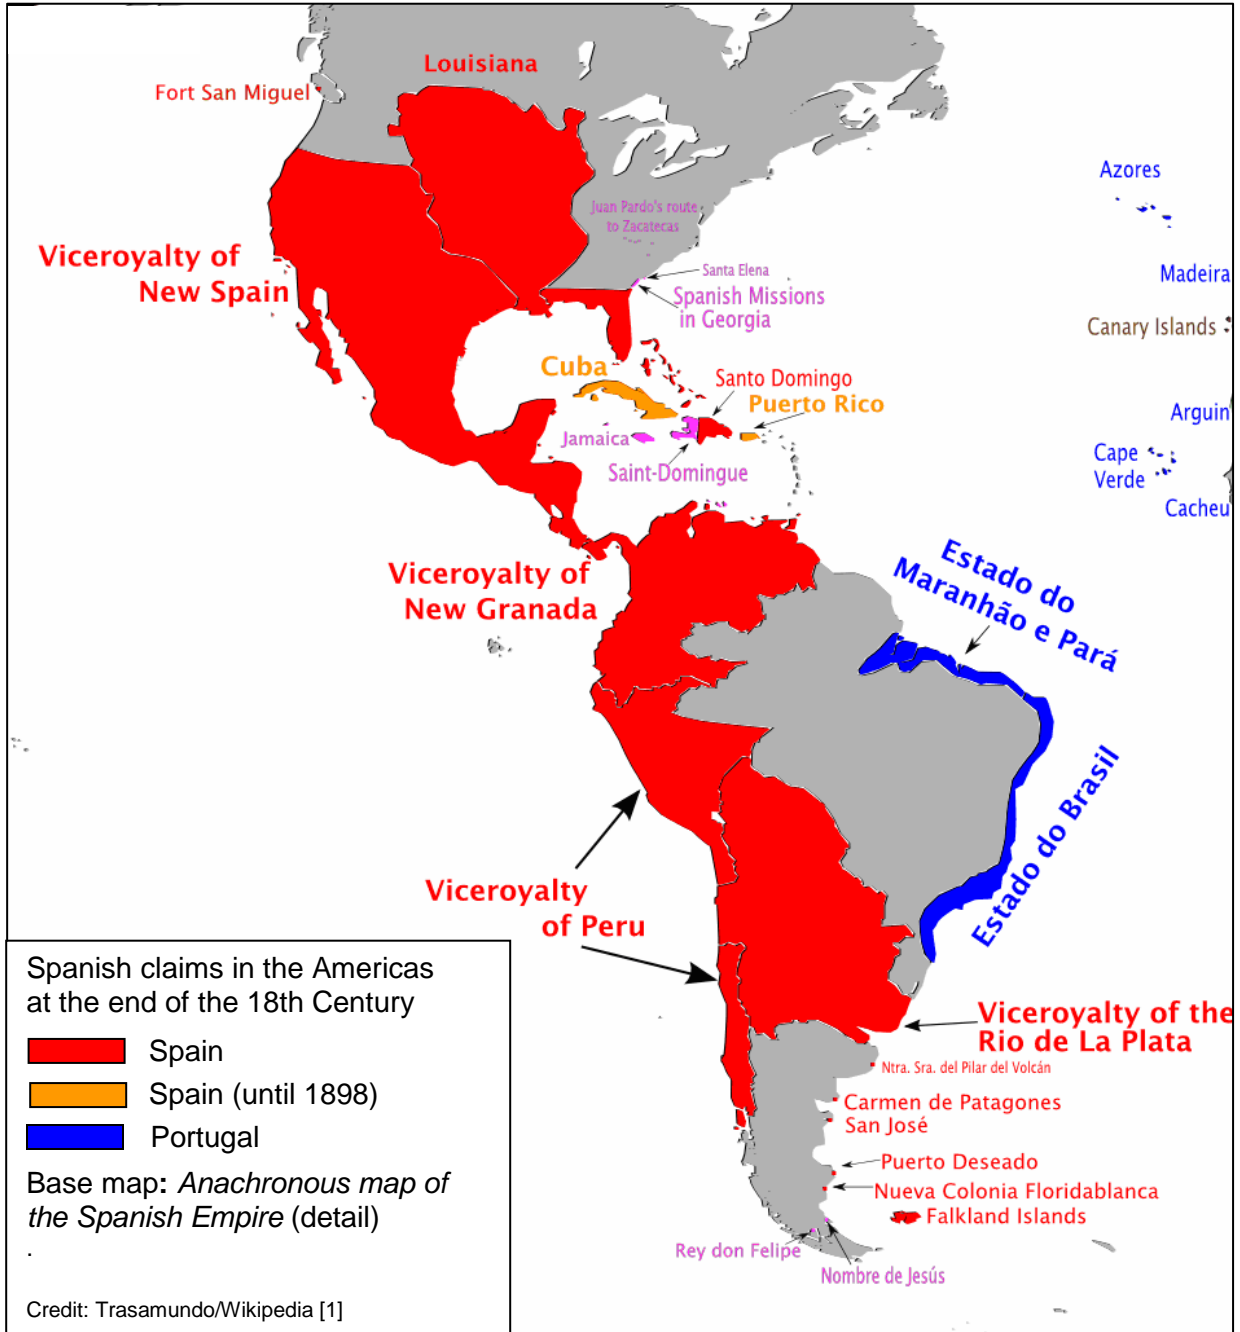 Louisiana
Fort San Miguel
Azores
Juan Pardo's route
to Zacatecas
Viceroyalty of
New Spain
Santa Elena
Spanish Missions
in Georgia
Madeira
Canary Islands
Cuba
Santo Domingo
Puerto Rico
Arguin
Jamaica
Saint-Domingue
Cape
Verde
Cacheu
Viceroyalty of
New Granada
Estado do
Maranhão e Pará
Estado do Brasil
Viceroyalty
of Peru
Viceroyalty of the
Rio de La Plata
Ntra. Sra. del Pilar del Volcán
Carmen de Patagones
San José
Puerto Deseado
Nueva Colonia Floridablanca
Falkland Islands
Rey don Felipe
Nombre de Jesús
Spanish claims in the Americas
at the end of the 18th Century
Spain
Spain (until 1898)
Portugal
Base map: Anachronous map of
the Spanish Empire (detail)
.
Credit: Trasamundo/Wikipedia [1]